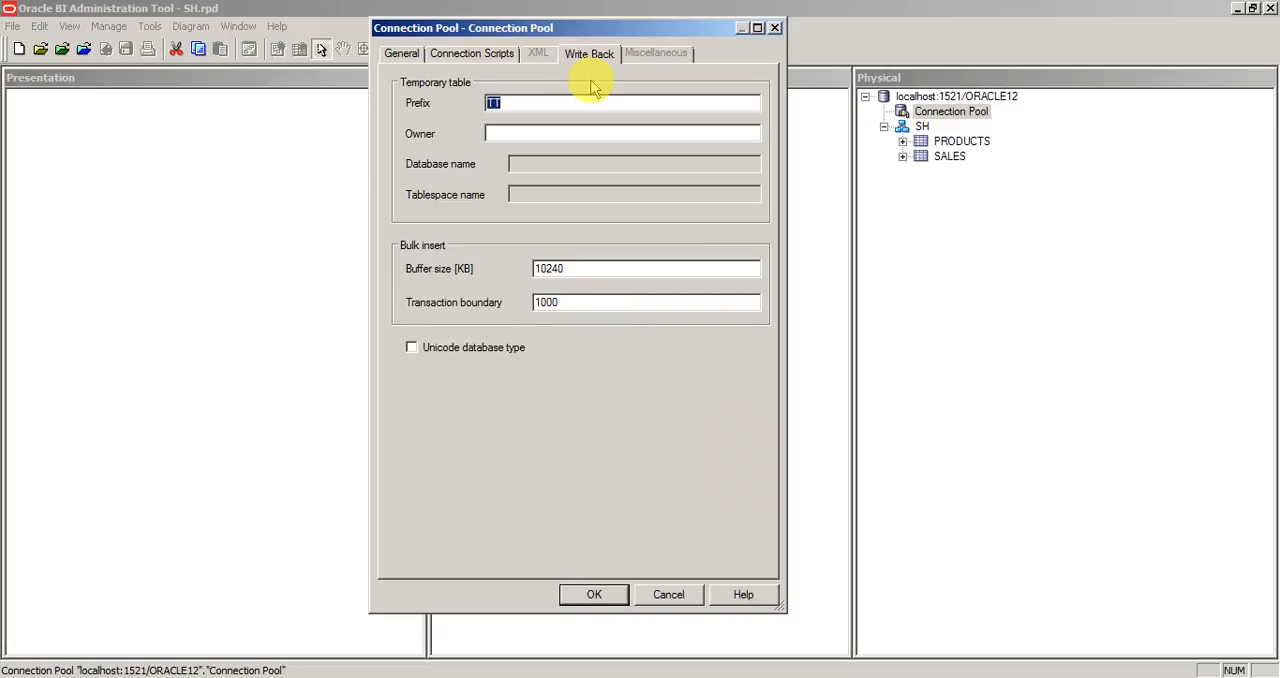 Oracle BI Administration Tool - SH.rpd
File Edit View Manage Tools Diagram Window Help
Presentation
Connection Pool - Connection Pool
General Connection Scripts XML Write Back Miscellaneous
Temporary table
Prefix TT
Owner
Database name
Tablespace name
Bulk insert
Buffer size [KB] 10240
Transaction boundary 1000
Unicode database type
OK Cancel Help
Physical
localhost:1521/ORACLE12
Connection Pool
SH
PRODUCTS
SALES
Connection Pool "localhost:1521/ORACLE12"."Connection Pool"
NUM